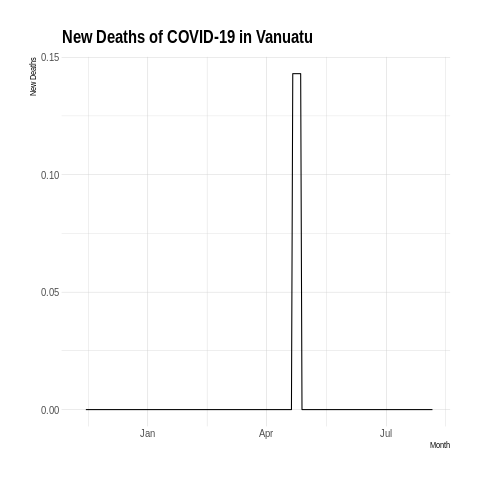 New Deaths of COVID-19 in Vanuatu
0.15
New Deaths
0.10
0.05
0.00
Jan Apr Jul
Month